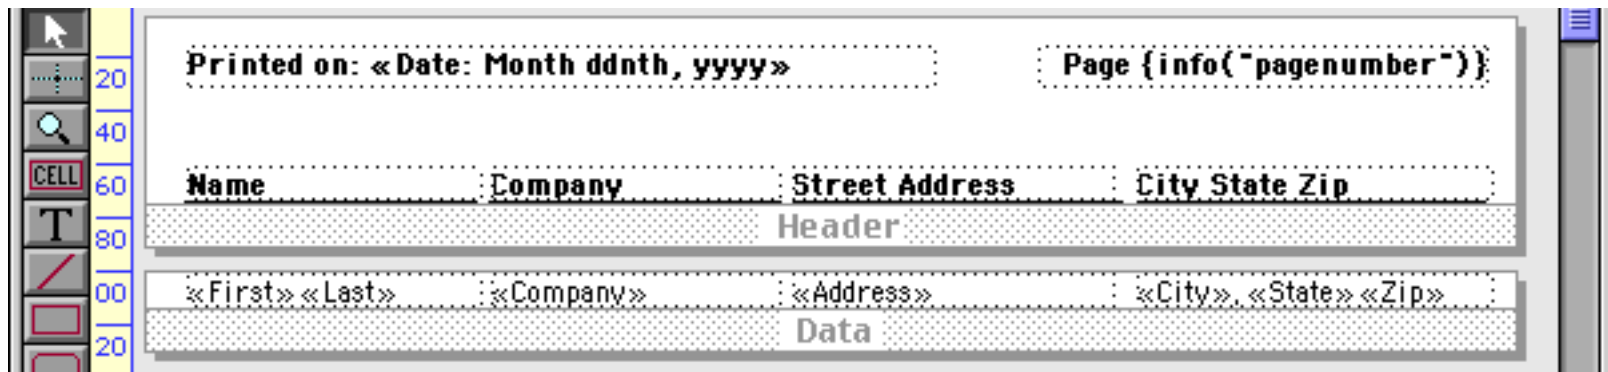 Printed on: «Date: Month ddnth, yyyy» Page {info("pagenumber")}
20
40
CELL
Name Company Street Address City State Zip
60
T
Header
80
«First» «Last» «Company» «Address» «City», «State» «Zip»
00
Data
20